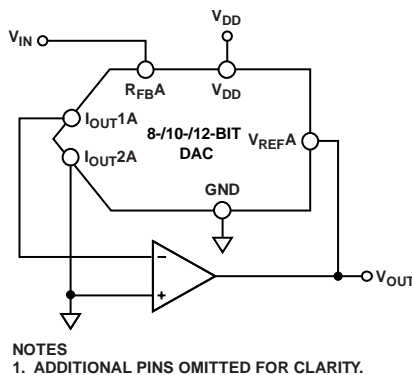 VIN
VDD
RFBA
VDD
IOUT1A
8-/10-/12-BIT
DAC
VREFA
IOUT2A
GND
−
+
VOUT
NOTES
1. ADDITIONAL PINS OMITTED FOR CLARITY.